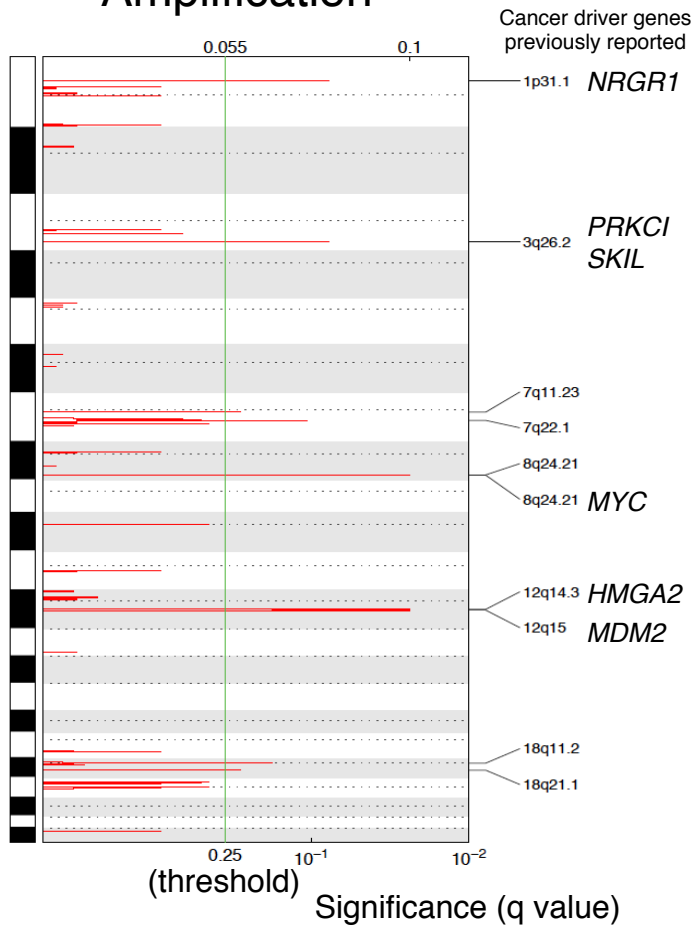 Amplification
Cancer driver genes
previously reported
0.055
0.1
1p31.1 NRGR1
3q26.2 PRKCI
SKIL
7q11.23
7q22.1
8q24.21
8q24.21 MYC
12q14.3 HMGA2
12q15 MDM2
18q11.2
18q21.1
0.25
10⁻¹
10⁻²
(threshold)
Significance (q value)